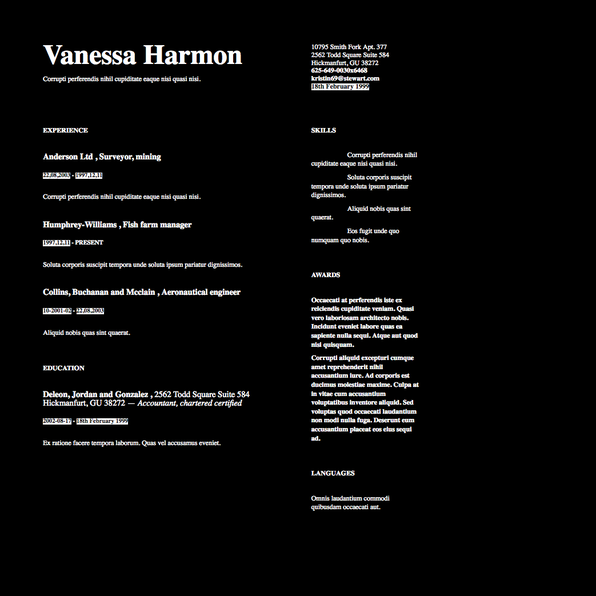 Vanessa Harmon
Corrupti perferendis nihil cupiditate eaque nisi quasi nisi.
10795 Smith Fork Apt. 377
2562 Todd Square Suite 584
Hickmanfurt, GU 38272
625-649-0030x6468
kristin69@stewart.com
18th February 1999
EXPERIENCE
Anderson Ltd , Surveyor, mining
22.08.2003 - 1997.12.11
Corrupti perferendis nihil cupiditate eaque nisi quasi nisi.
Humphrey-Williams , Fish farm manager
1997.12.11 - PRESENT
Soluta corporis suscipit tempora unde soluta ipsum pariatur dignissimos.
Collins, Buchanan and Mcclain , Aeronautical engineer
10-2001-02 - 22.08.2003
Aliquid nobis quas sint quaerat.
EDUCATION
Deleon, Jordan and Gonzalez , 2562 Todd Square Suite 584
Hickmanfurt, GU 38272 — Accountant, chartered certified
2002-08-17 - 18th February 1999
Ex ratione facere tempora laborum. Quas vel accusamus eveniet.
SKILLS
Corrupti perferendis nihil
cupiditate eaque nisi quasi nisi.
Soluta corporis suscipit
tempora unde soluta ipsum pariatur
dignissimos.
Aliquid nobis quas sint
quaerat.
Eos fugit unde quo
numquam quo nobis.
AWARDS
Occaecati at perferendis iste ex
reiciendis cupiditate veniam. Quasi
vero laboriosam architecto nobis.
Incidunt eveniet labore quas ea
sapiente nulla sequi. Atque aut quod
nisi quisquam.
Corrupti aliquid excepturi cumque
amet reprehenderit nihil
accusantium iure. Ad corporis est
ducimus molestiae maxime. Culpa at
in vitae cum accusantium
voluptatibus inventore aliquid. Sed
voluptas quod occaecati laudantium
non modi nulla fuga. Deserunt eum
accusantium placeat eos eius sequi
ad.
LANGUAGES
Omnis laudantium commodi
quibusdam occaecati aut.